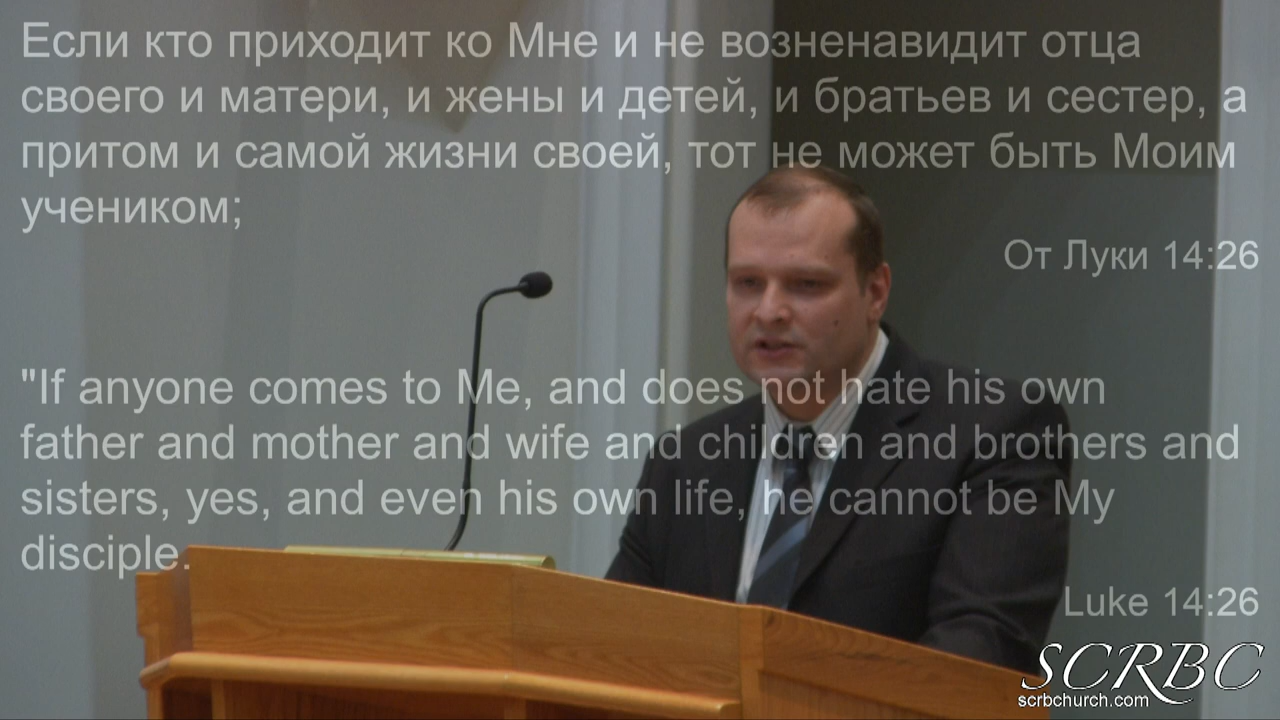 Если кто приходит ко Мне и не возненавидит отца
своего и матери, и жены и детей, и братьев и сестер, а
притом и самой жизни своей, тот не может быть Моим
учеником;
От Луки 14:26
"If anyone comes to Me, and does not hate his own
father and mother and wife and children and brothers and
sisters, yes, and even his own life, he cannot be My
disciple.
Luke 14:26
SCRBC
scrbchurch.com